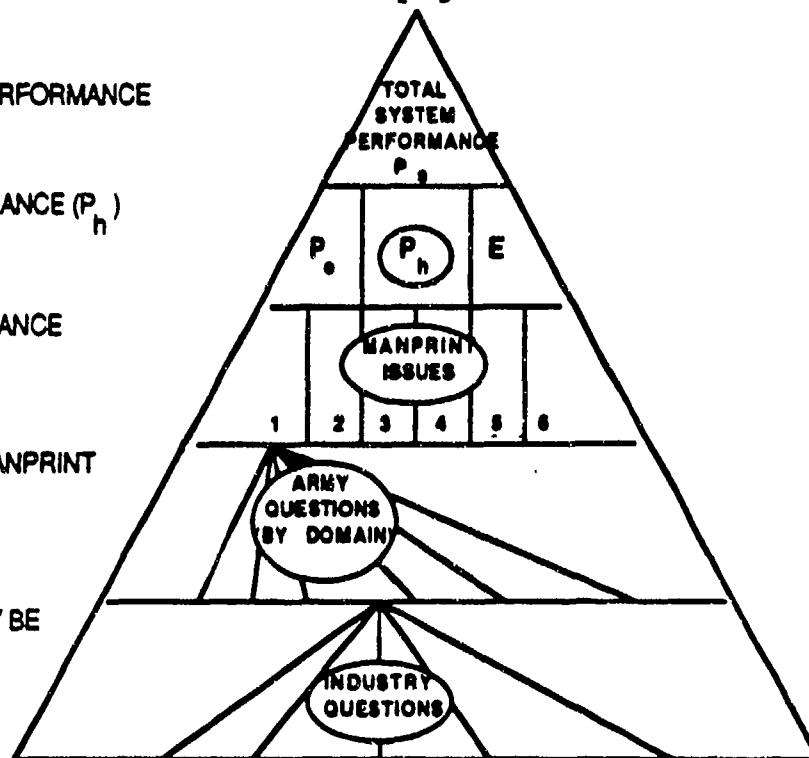 TOTAL
RFORMANCE
SYSTEM
PERFORMANCE
P s
ANCE (P h )
P e
P h
E
ANCE
MANPRINT
ISSUES
1 2 3 4 5 6
ANPRINT
ARMY
QUESTIONS
(BY DOMAIN)
BE
INDUSTRY
QUESTIONS